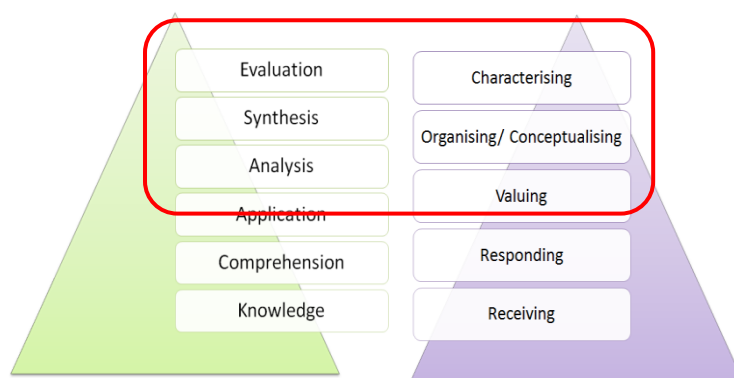 Evaluation
Synthesis
Analysis
Application
Comprehension
Knowledge
Characterising
Organising/ Conceptualising
Valuing
Responding
Receiving